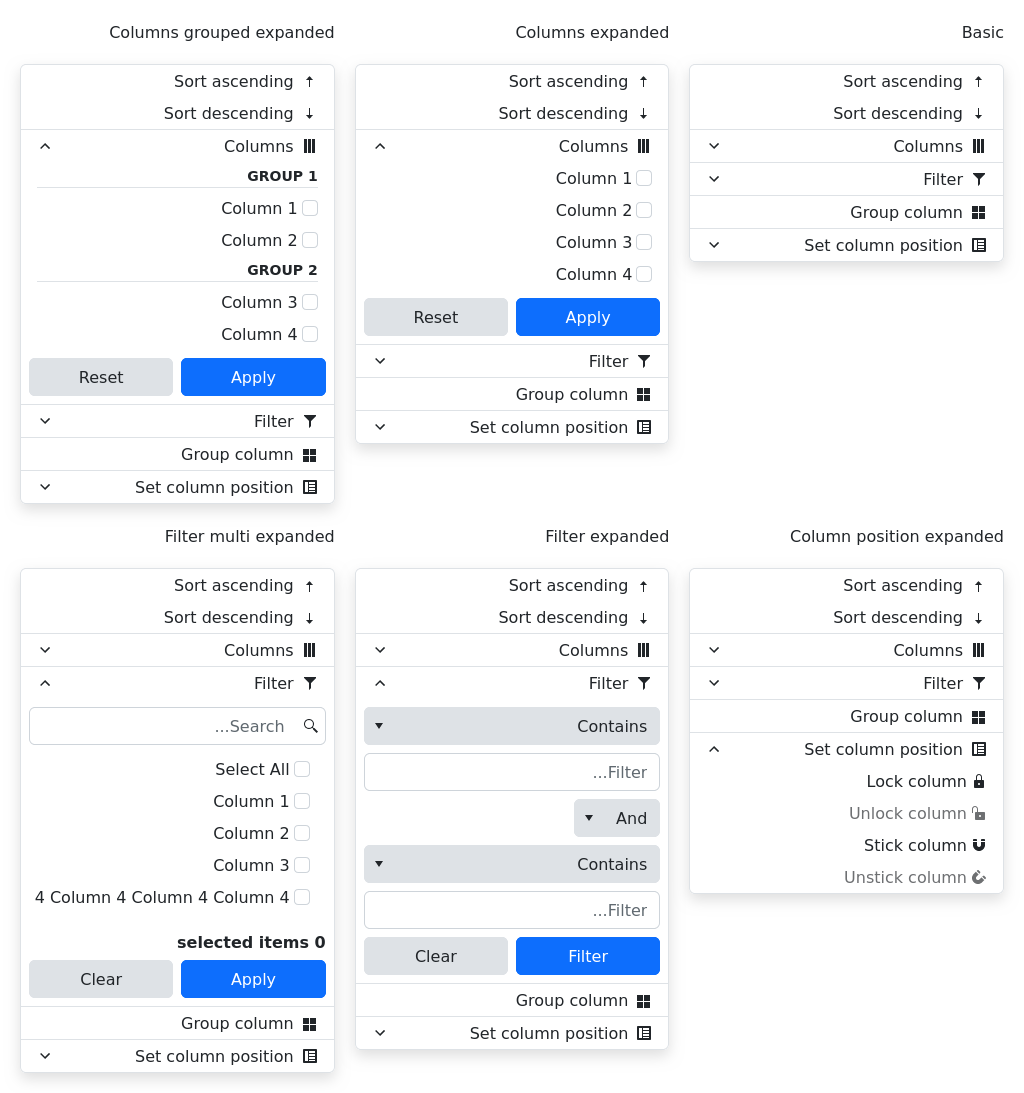 Columns grouped expanded
Sort ascending
Sort descending
Columns
GROUP 1
Column 1
Column 2
GROUP 2
Column 3
Column 4
Reset
Apply
Filter
Group column
Set column position
Columns expanded
Sort ascending
Sort descending
Columns
Column 1
Column 2
Column 3
Column 4
Reset
Apply
Filter
Group column
Set column position
Basic
Sort ascending
Sort descending
Columns
Filter
Group column
Set column position
Filter multi expanded
Sort ascending
Sort descending
Columns
Filter
...Search
Select All
Column 1
Column 2
Column 3
4 Column 4 Column 4 Column 4
selected items 0
Clear
Apply
Group column
Set column position
Filter expanded
Sort ascending
Sort descending
Columns
Filter
Contains
...Filter
And
Contains
...Filter
Clear
Filter
Group column
Set column position
Column position expanded
Sort ascending
Sort descending
Columns
Filter
Group column
Set column position
Lock column
Unlock column
Stick column
Unstick column